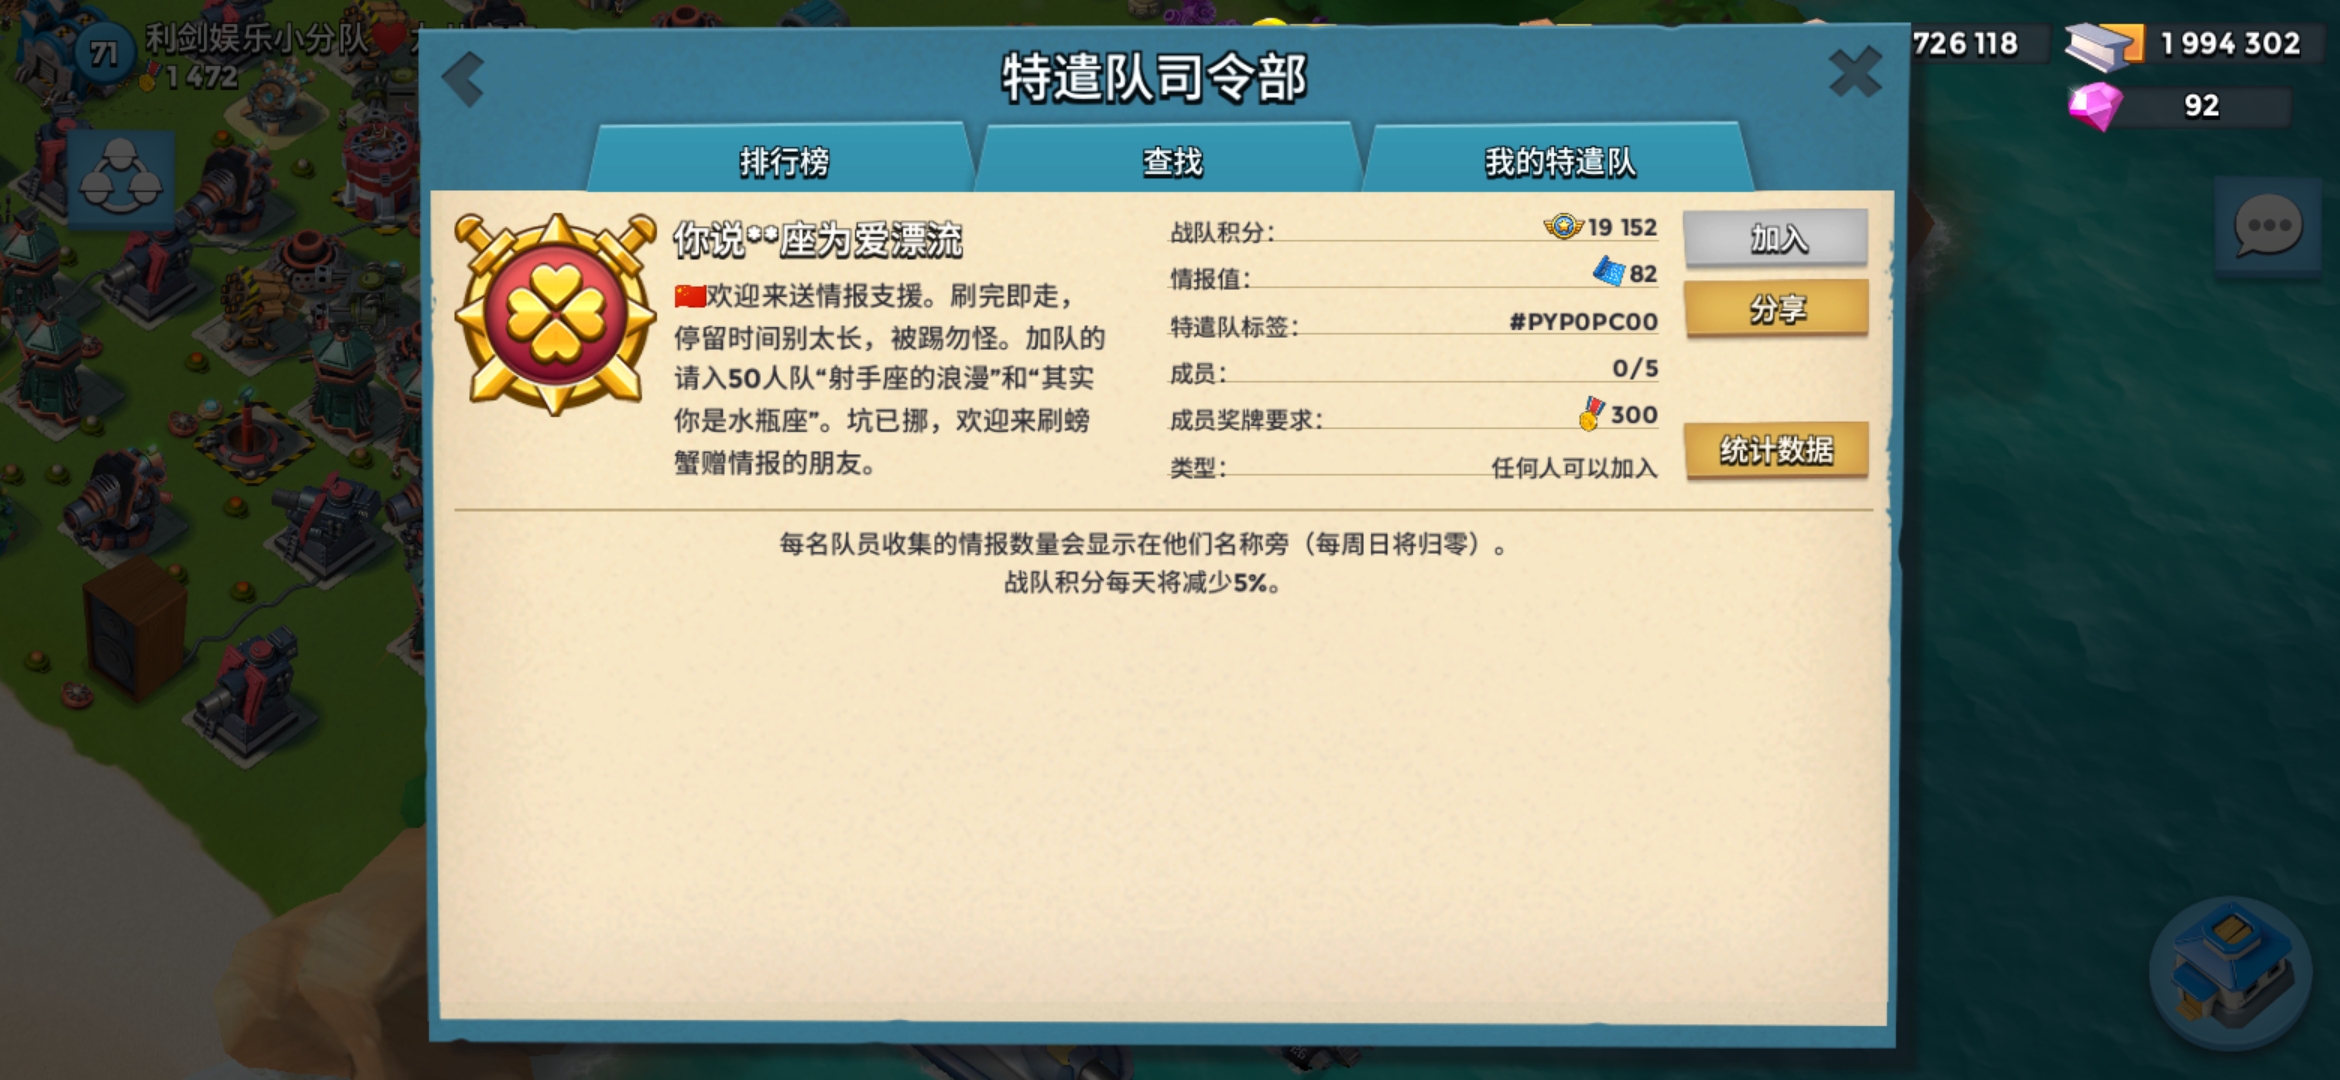 71
利剑娱乐小分队
1 472
特遣队司令部
726 118
1 994 302
92
排行榜
查找
我的特遣队
你说**座为爱漂流
欢迎来送情报支援。刷完即走，
停留时间别太长，被踢勿怪。加队的
请入50人队“射手座的浪漫”和“其实
你是水瓶座”。坑已挪，欢迎来刷螃
蟹赠情报的朋友。
战队积分：
19 152
情报值：
82
特遣队标签：
#PYP0PC00
成员：
0/5
成员奖牌要求：
300
类型：
任何人可以加入
加入
分享
统计数据
每名队员收集的情报数量会显示在他们名称旁（每周日将归零）。
战队积分每天将减少5%。